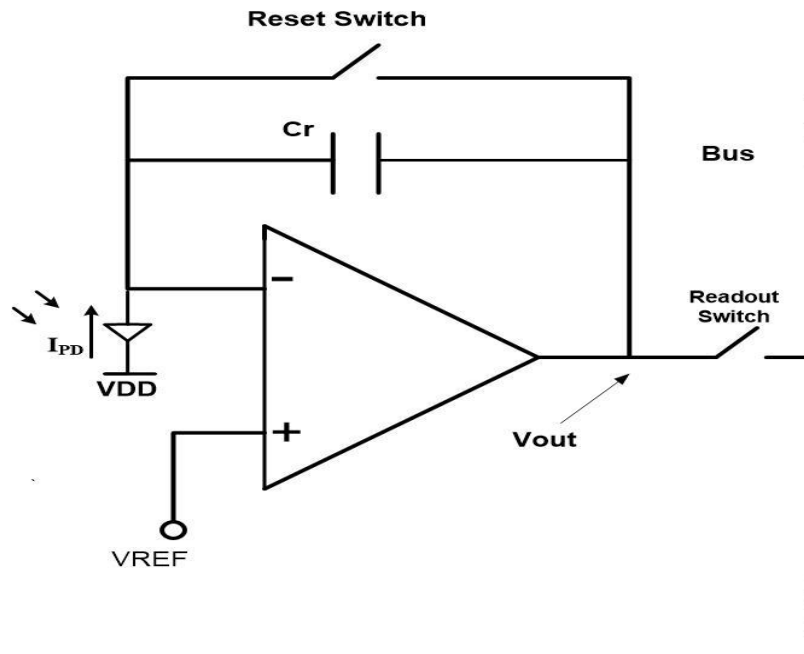 Reset Switch
Cr
Bus
−
Readout
Switch
IPD
VDD
+
Vout
VREF